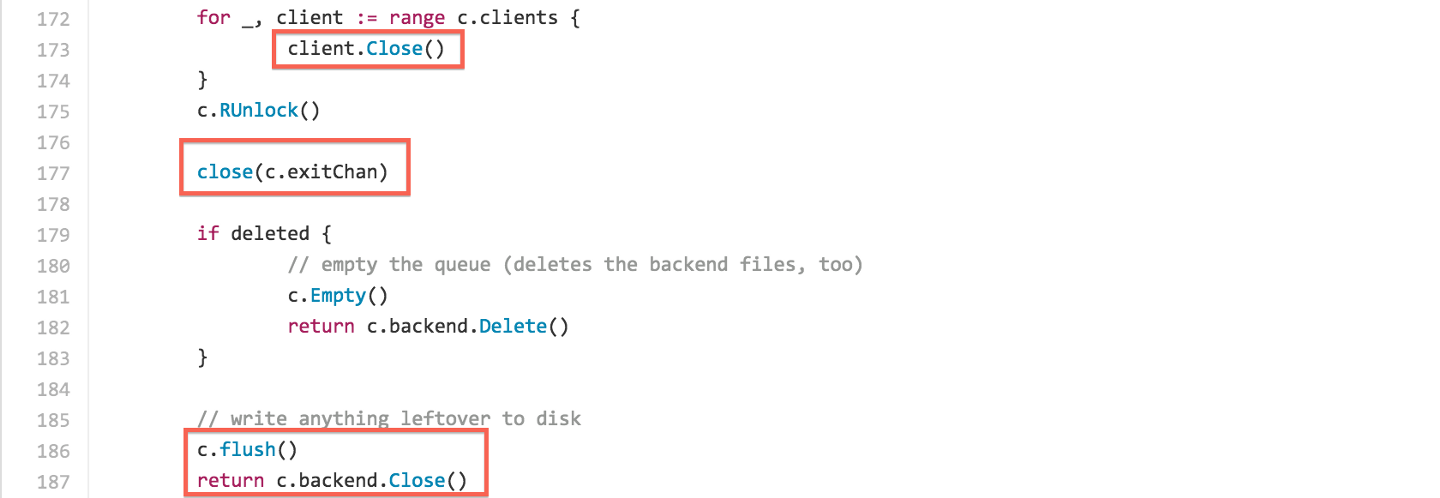 172 for _, client := range c.clients {
173 client.Close()
174 }
175 c.RUnlock()
176
177 close(c.exitChan)
178
179 if deleted {
180 // empty the queue (deletes the backend files, too)
181 c.Empty()
182 return c.backend.Delete()
183 }
184
185 // write anything leftover to disk
186 c.flush()
187 return c.backend.Close()